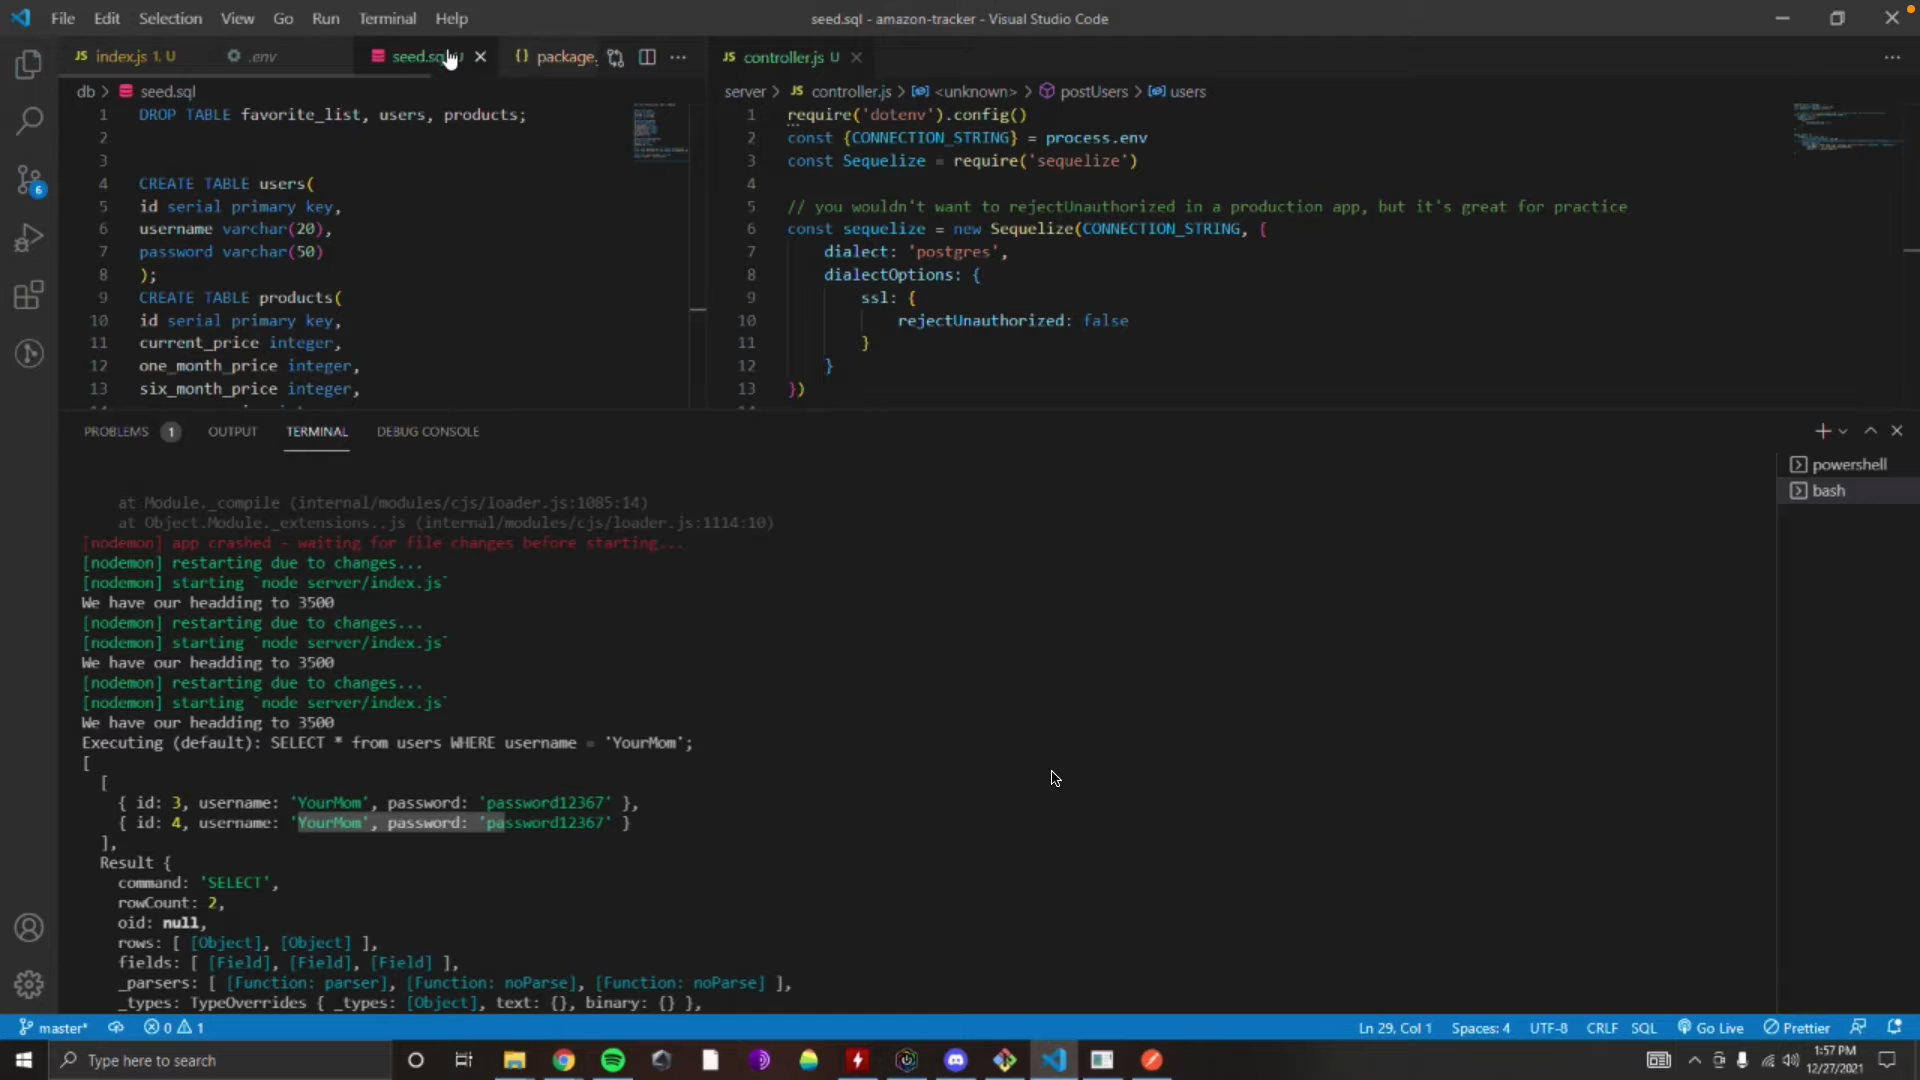 File Edit Selection View Go Run Terminal Help
seed.sql - amazon-tracker - Visual Studio Code
JS index.js 1, U
.env
seed.sql U
{} package.
JS controller.js U
db > seed.sql
1 DROP TABLE favorite_list, users, products;
2
3
4 CREATE TABLE users(
5 id serial primary key,
6 username varchar(20),
7 password varchar(50)
8 );
9 CREATE TABLE products(
10 id serial primary key,
11 current_price integer,
12 one_month_price integer,
13 six_month_price integer,
server > JS controller.js > <unknown> > postUsers > users
1 require('dotenv').config()
2 const {CONNECTION_STRING} = process.env
3 const Sequelize = require('sequelize')
4
5 // you wouldn't want to rejectUnauthorized in a production app, but it's great for practice
6 const sequelize = new Sequelize(CONNECTION_STRING, {
7 dialect: 'postgres',
8 dialectOptions: {
9 ssl: {
10 rejectUnauthorized: false
11 }
12 }
13 })
PROBLEMS 1 OUTPUT TERMINAL DEBUG CONSOLE
powershell
bash
at Module._compile (internal/modules/cjs/loader.js:1085:14)
at Object.Module._extensions..js (internal/modules/cjs/loader.js:1114:10)
[nodemon] app crashed - waiting for file changes before starting...
[nodemon] restarting due to changes...
[nodemon] starting `node server/index.js`
We have our headding to 3500
[nodemon] restarting due to changes...
[nodemon] starting `node server/index.js`
We have our headding to 3500
[nodemon] restarting due to changes...
[nodemon] starting `node server/index.js`
We have our headding to 3500
Executing (default): SELECT * from users WHERE username = 'YourMom';
[
[
{ id: 3, username: 'YourMom', password: 'password12367' },
{ id: 4, username: 'YourMom', password: 'password12367' }
],
Result {
command: 'SELECT',
rowCount: 2,
oid: null,
rows: [ [Object], [Object] ],
fields: [ [Field], [Field], [Field] ],
_parsers: [ [Function: parser], [Function: noParse], [Function: noParse] ],
_types: TypeOverrides { _types: [Object], text: {}, binary: {} },
6
master* 0 1
Ln 29, Col 1 Spaces: 4 UTF-8 CRLF SQL Go Live Prettier
Type here to search
1:57 PM
12/27/2021